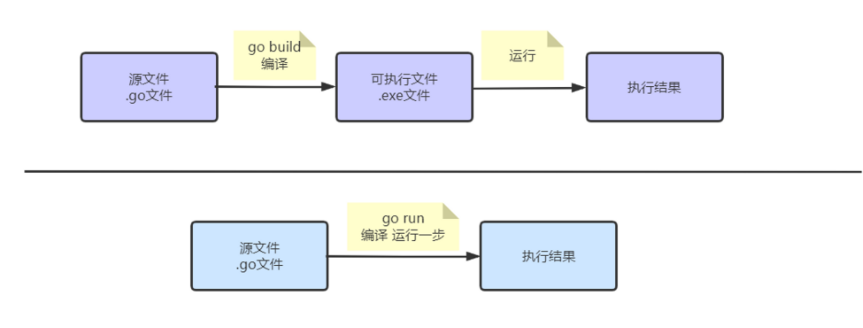 go build
编译
运行
源文件
.go文件
可执行文件
.exe文件
执行结果
go run
编译 运行一步
源文件
.go文件
执行结果